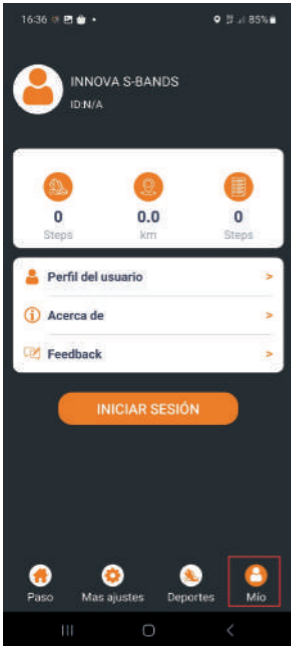 16:36
85%
INNOVA S-BANDS
ID:N/A
0 0.0 0
Steps km Steps
Perfil del usuario >
Acerca de >
Feedback >
INICIAR SESIÓN
Paso Mas ajustes Deportes Mío